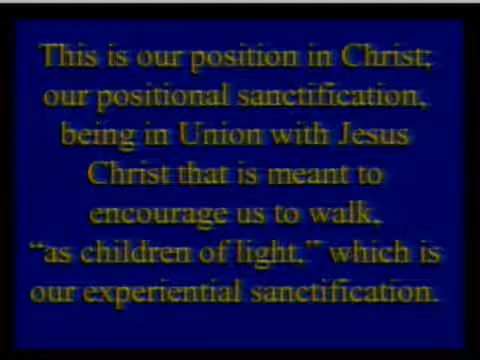 This is our position in Christ;
our positional sanctification,
being in Union with Jesus
Christ that is meant to
encourage us to walk,
“as children of light,” which is
our experiential sanctification.